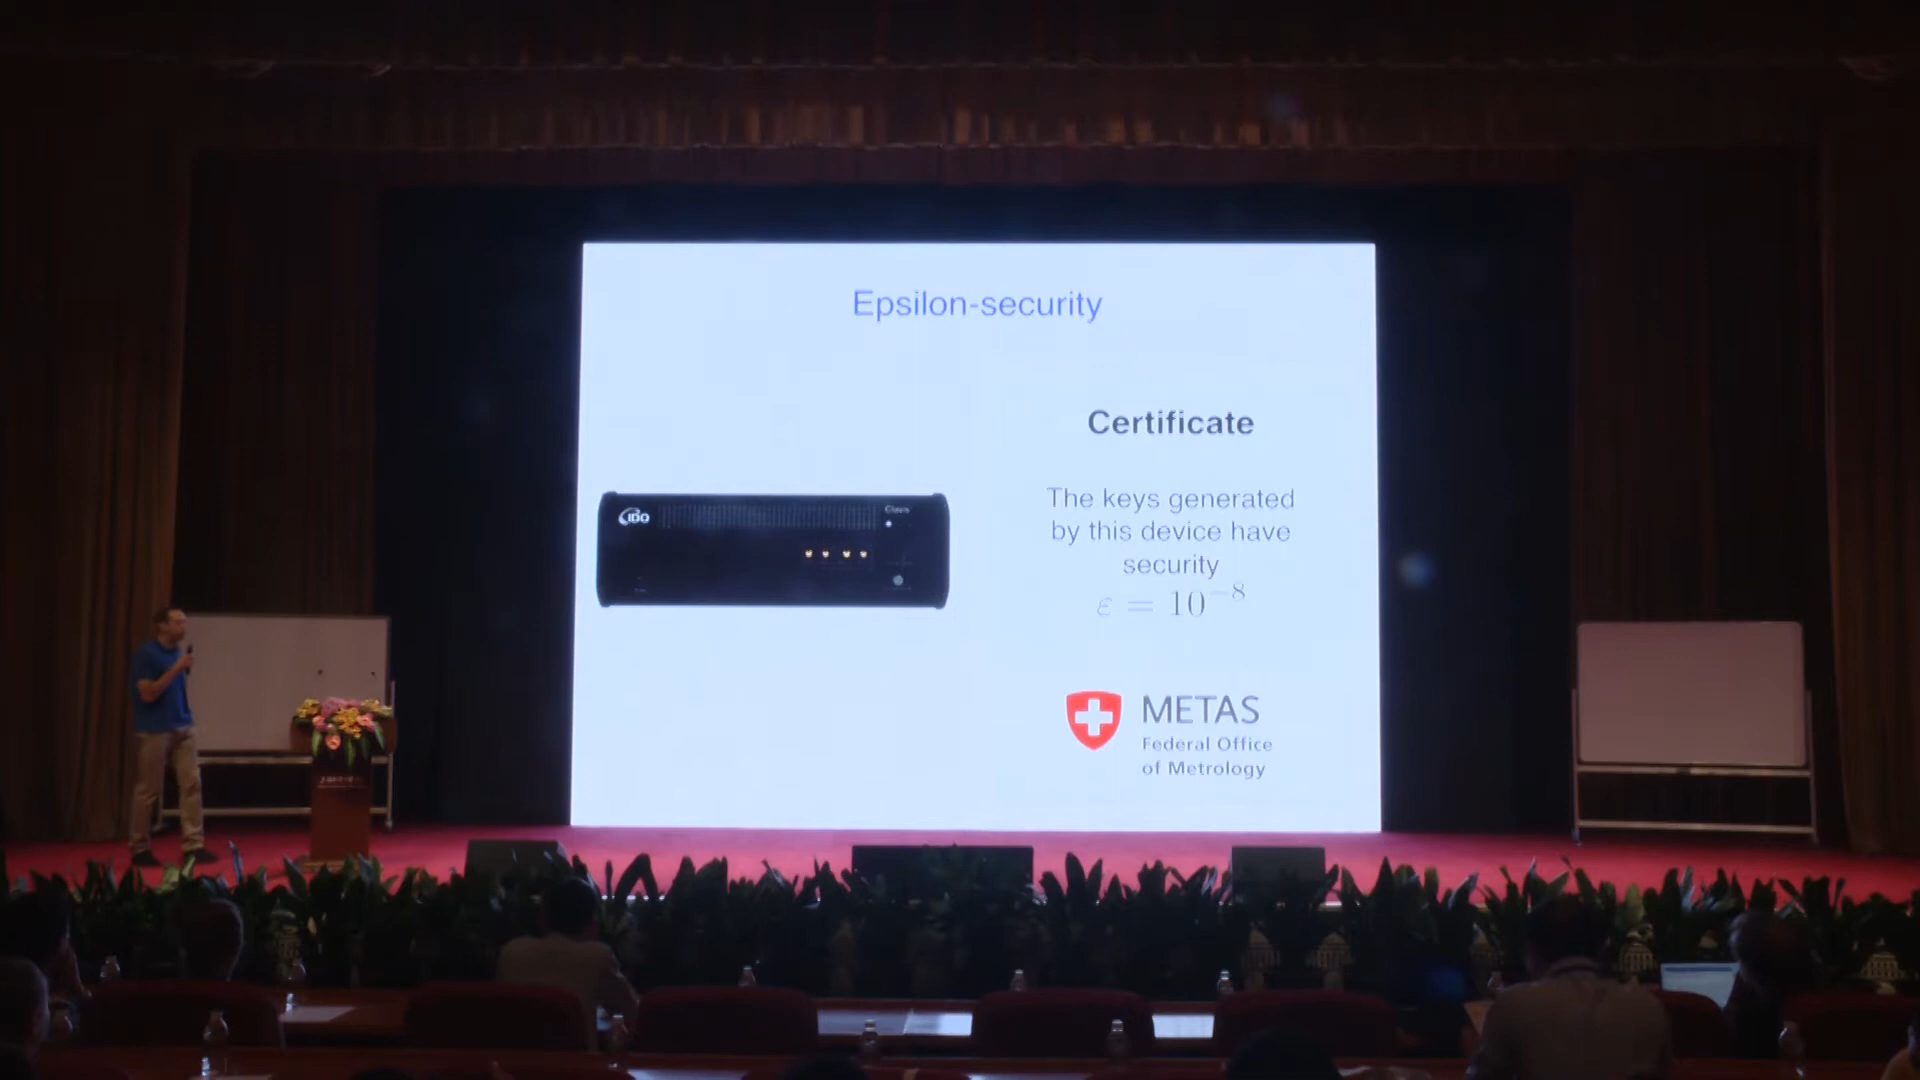 Epsilon-security
Certificate
The keys generated
by this device have
security
ε = 10⁻⁸
IDQ
Clavis
METAS
Federal Office
of Metrology